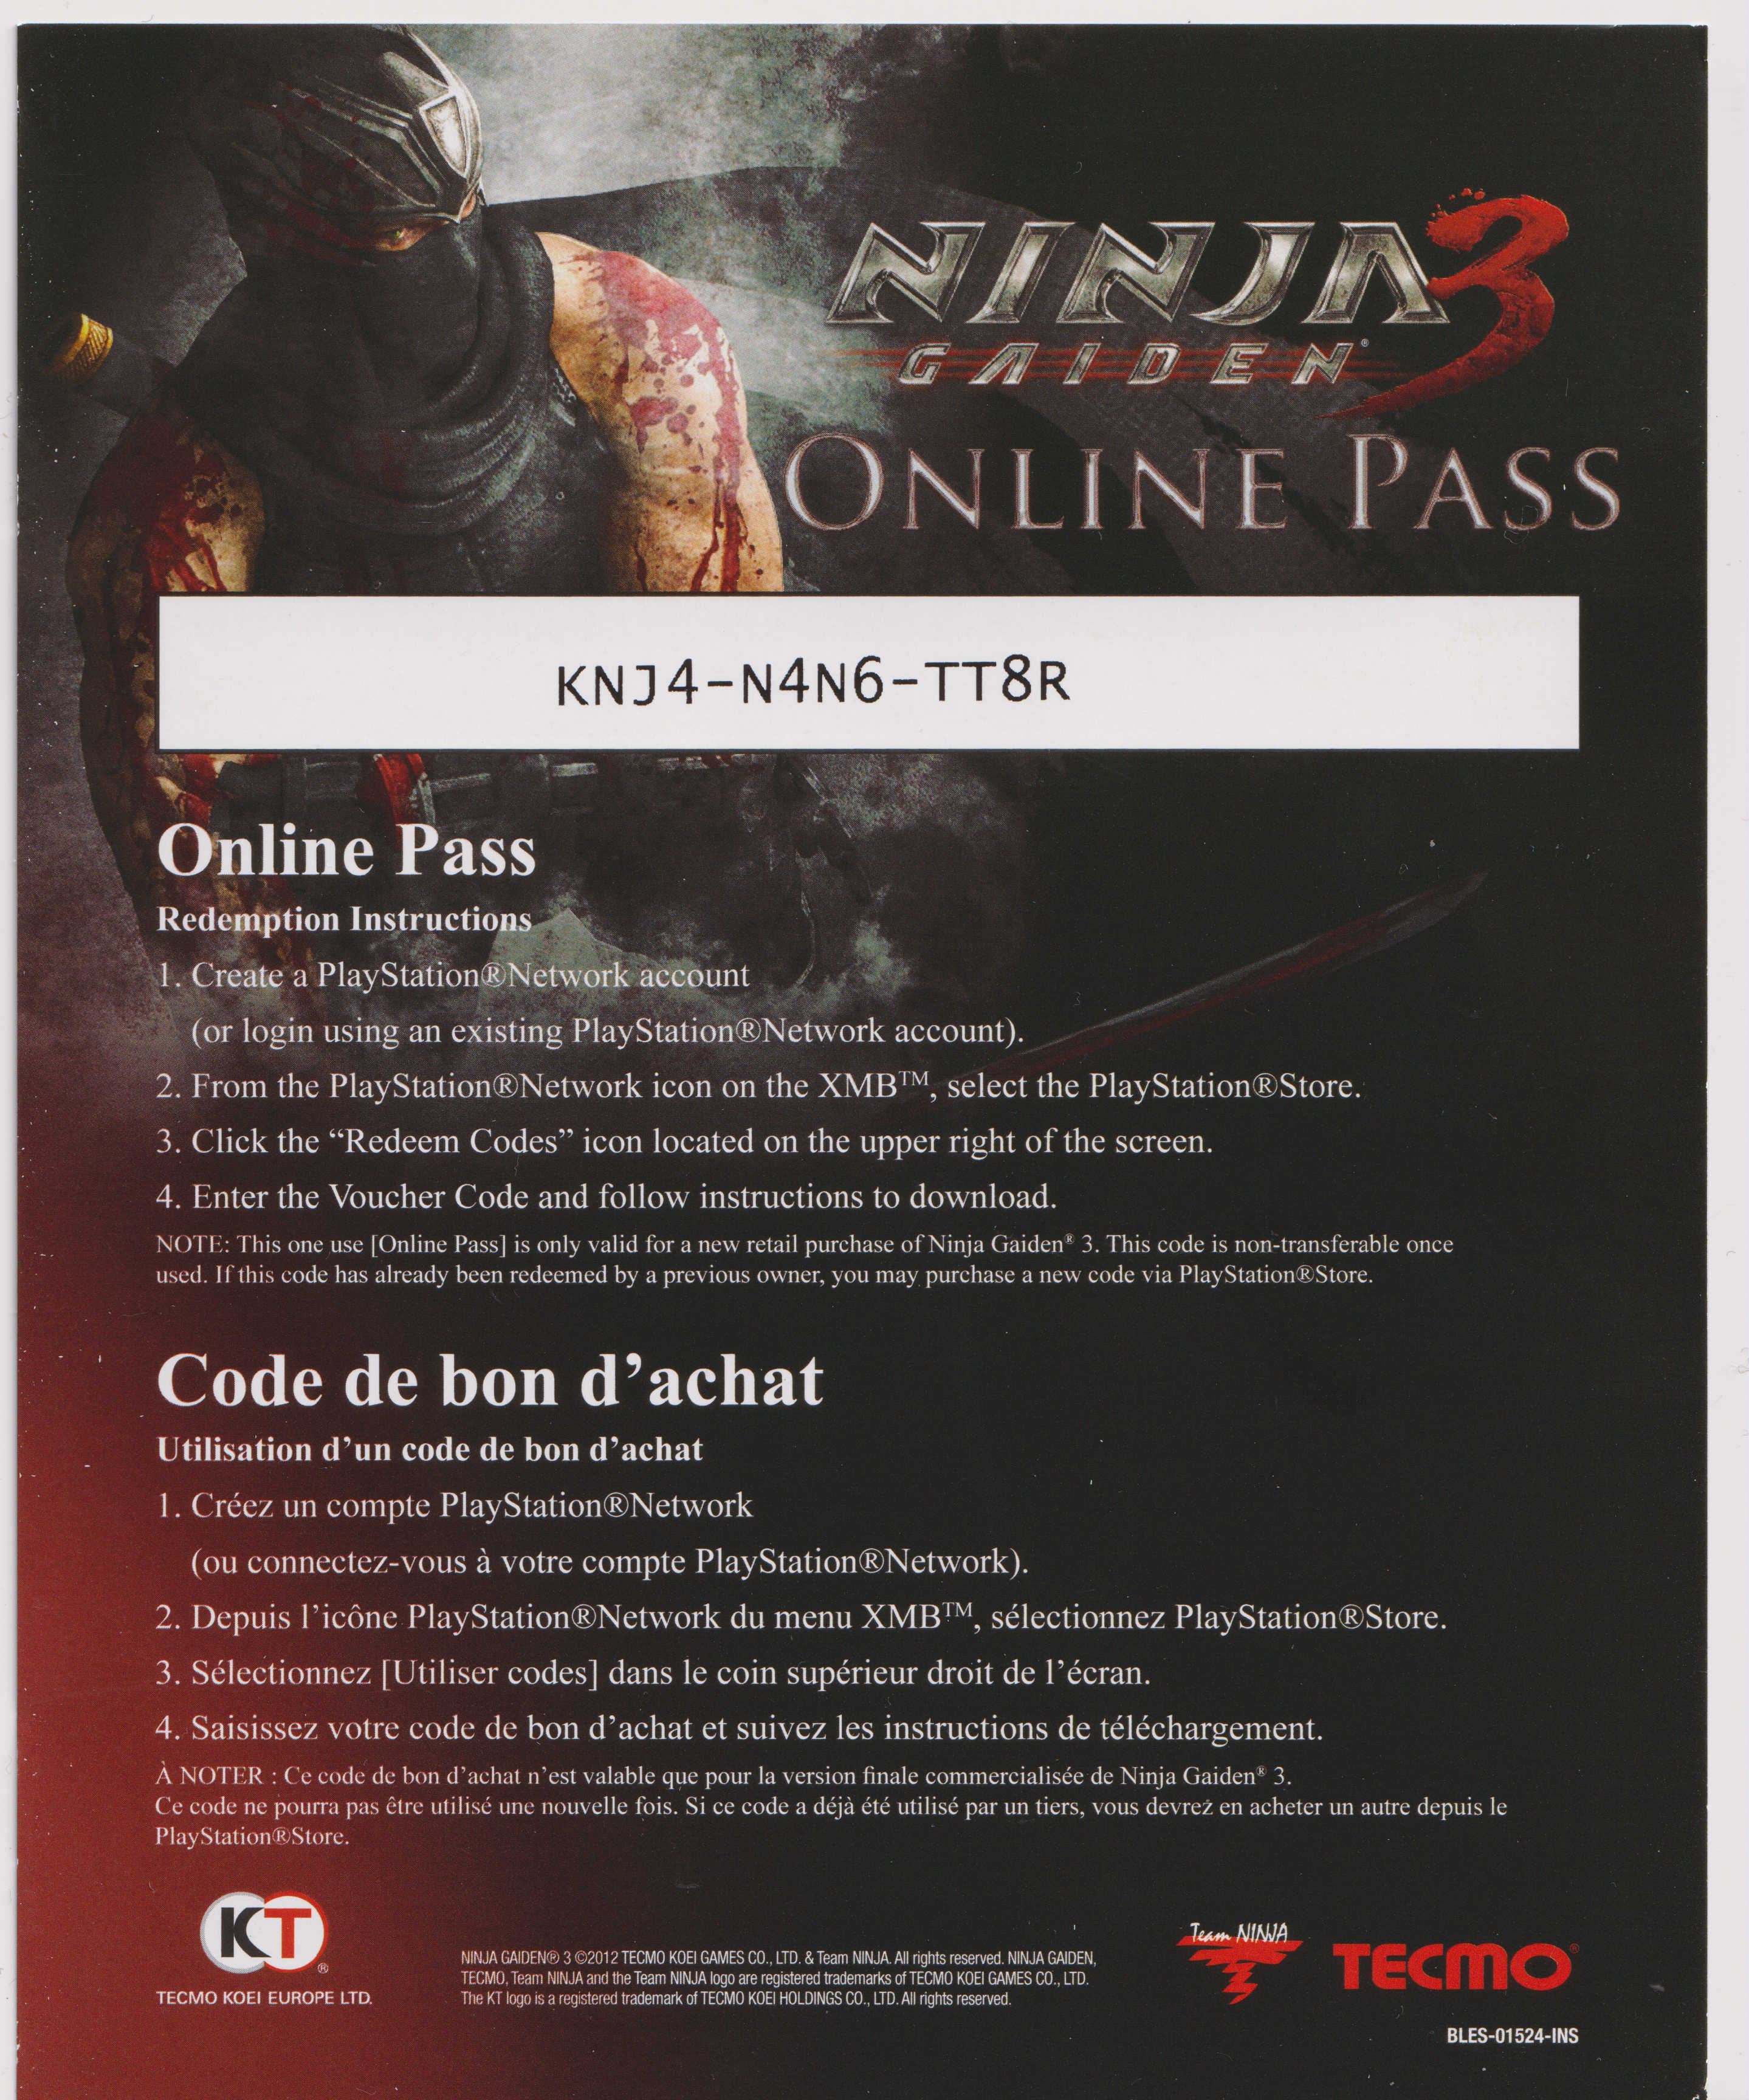 NINJA 3
GAIDEN®
ONLINE PASS
KNJ4-N4N6-TT8R
Online Pass
Redemption Instructions
1. Create a PlayStation®Network account
(or login using an existing PlayStation®Network account).
2. From the PlayStation®Network icon on the XMB™, select the PlayStation®Store.
3. Click the “Redeem Codes” icon located on the upper right of the screen.
4. Enter the Voucher Code and follow instructions to download.
NOTE: This one use [Online Pass] is only valid for a new retail purchase of Ninja Gaiden® 3. This code is non-transferable once
used. If this code has already been redeemed by a previous owner, you may purchase a new code via PlayStation®Store.
Code de bon d’achat
Utilisation d’un code de bon d’achat
1. Créez un compte PlayStation®Network
(ou connectez-vous à votre compte PlayStation®Network).
2. Depuis l’icône PlayStation®Network du menu XMB™, sélectionnez PlayStation®Store.
3. Sélectionnez [Utiliser codes] dans le coin supérieur droit de l’écran.
4. Saisissez votre code de bon d’achat et suivez les instructions de téléchargement.
À NOTER : Ce code de bon d’achat n’est valable que pour la version finale commercialisée de Ninja Gaiden® 3.
Ce code ne pourra pas être utilisé une nouvelle fois. Si ce code a déjà été utilisé par un tiers, vous devrez en acheter un autre depuis le
PlayStation®Store.
KT®
TECMO KOEI EUROPE LTD.
NINJA GAIDEN® 3 ©2012 TECMO KOEI GAMES CO., LTD. & Team NINJA. All rights reserved. NINJA GAIDEN,
TECMO, Team NINJA and the Team NINJA logo are registered trademarks of TECMO KOEI GAMES CO., LTD.
The KT logo is a registered trademark of TECMO KOEI HOLDINGS CO., LTD. All rights reserved.
Team NINJA
TECMO®
BLES-01524-INS